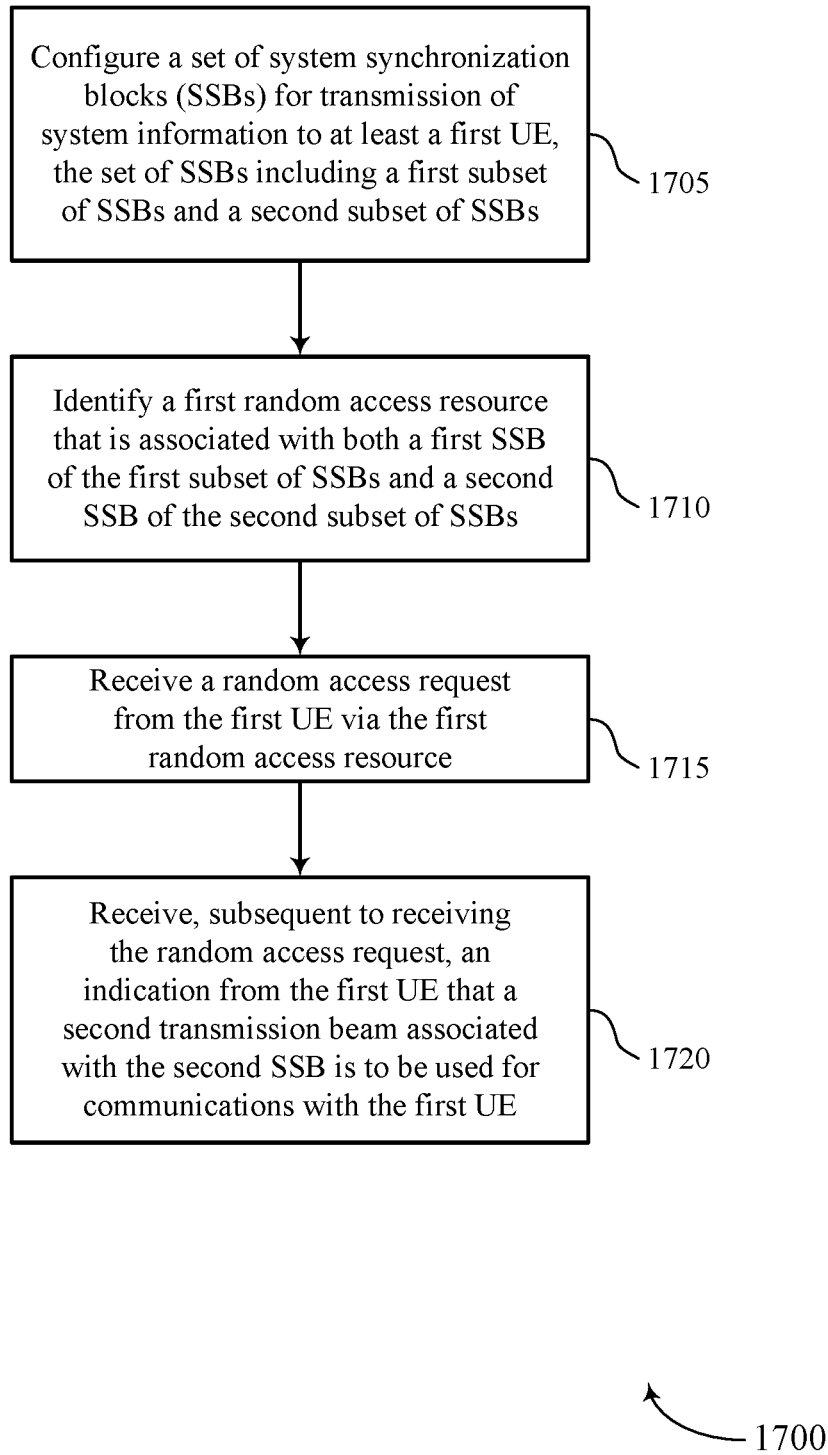 Configure a set of system synchronization
blocks (SSBs) for transmission of
system information to at least a first UE,
the set of SSBs including a first subset
of SSBs and a second subset of SSBs
1705
Identify a first random access resource
that is associated with both a first SSB
of the first subset of SSBs and a second
SSB of the second subset of SSBs
1710
Receive a random access request
from the first UE via the first
random access resource
1715
Receive, subsequent to receiving
the random access request, an
indication from the first UE that a
second transmission beam associated
with the second SSB is to be used for
communications with the first UE
1720
1700